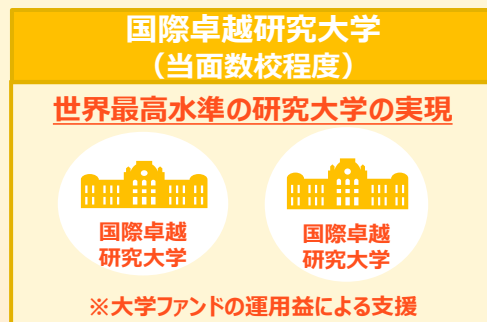 国際卓越研究大学
（当面数校程度）
世界最高水準の研究大学の実現
国際卓越
研究大学
国際卓越
研究大学
※大学ファンドの運用益による支援